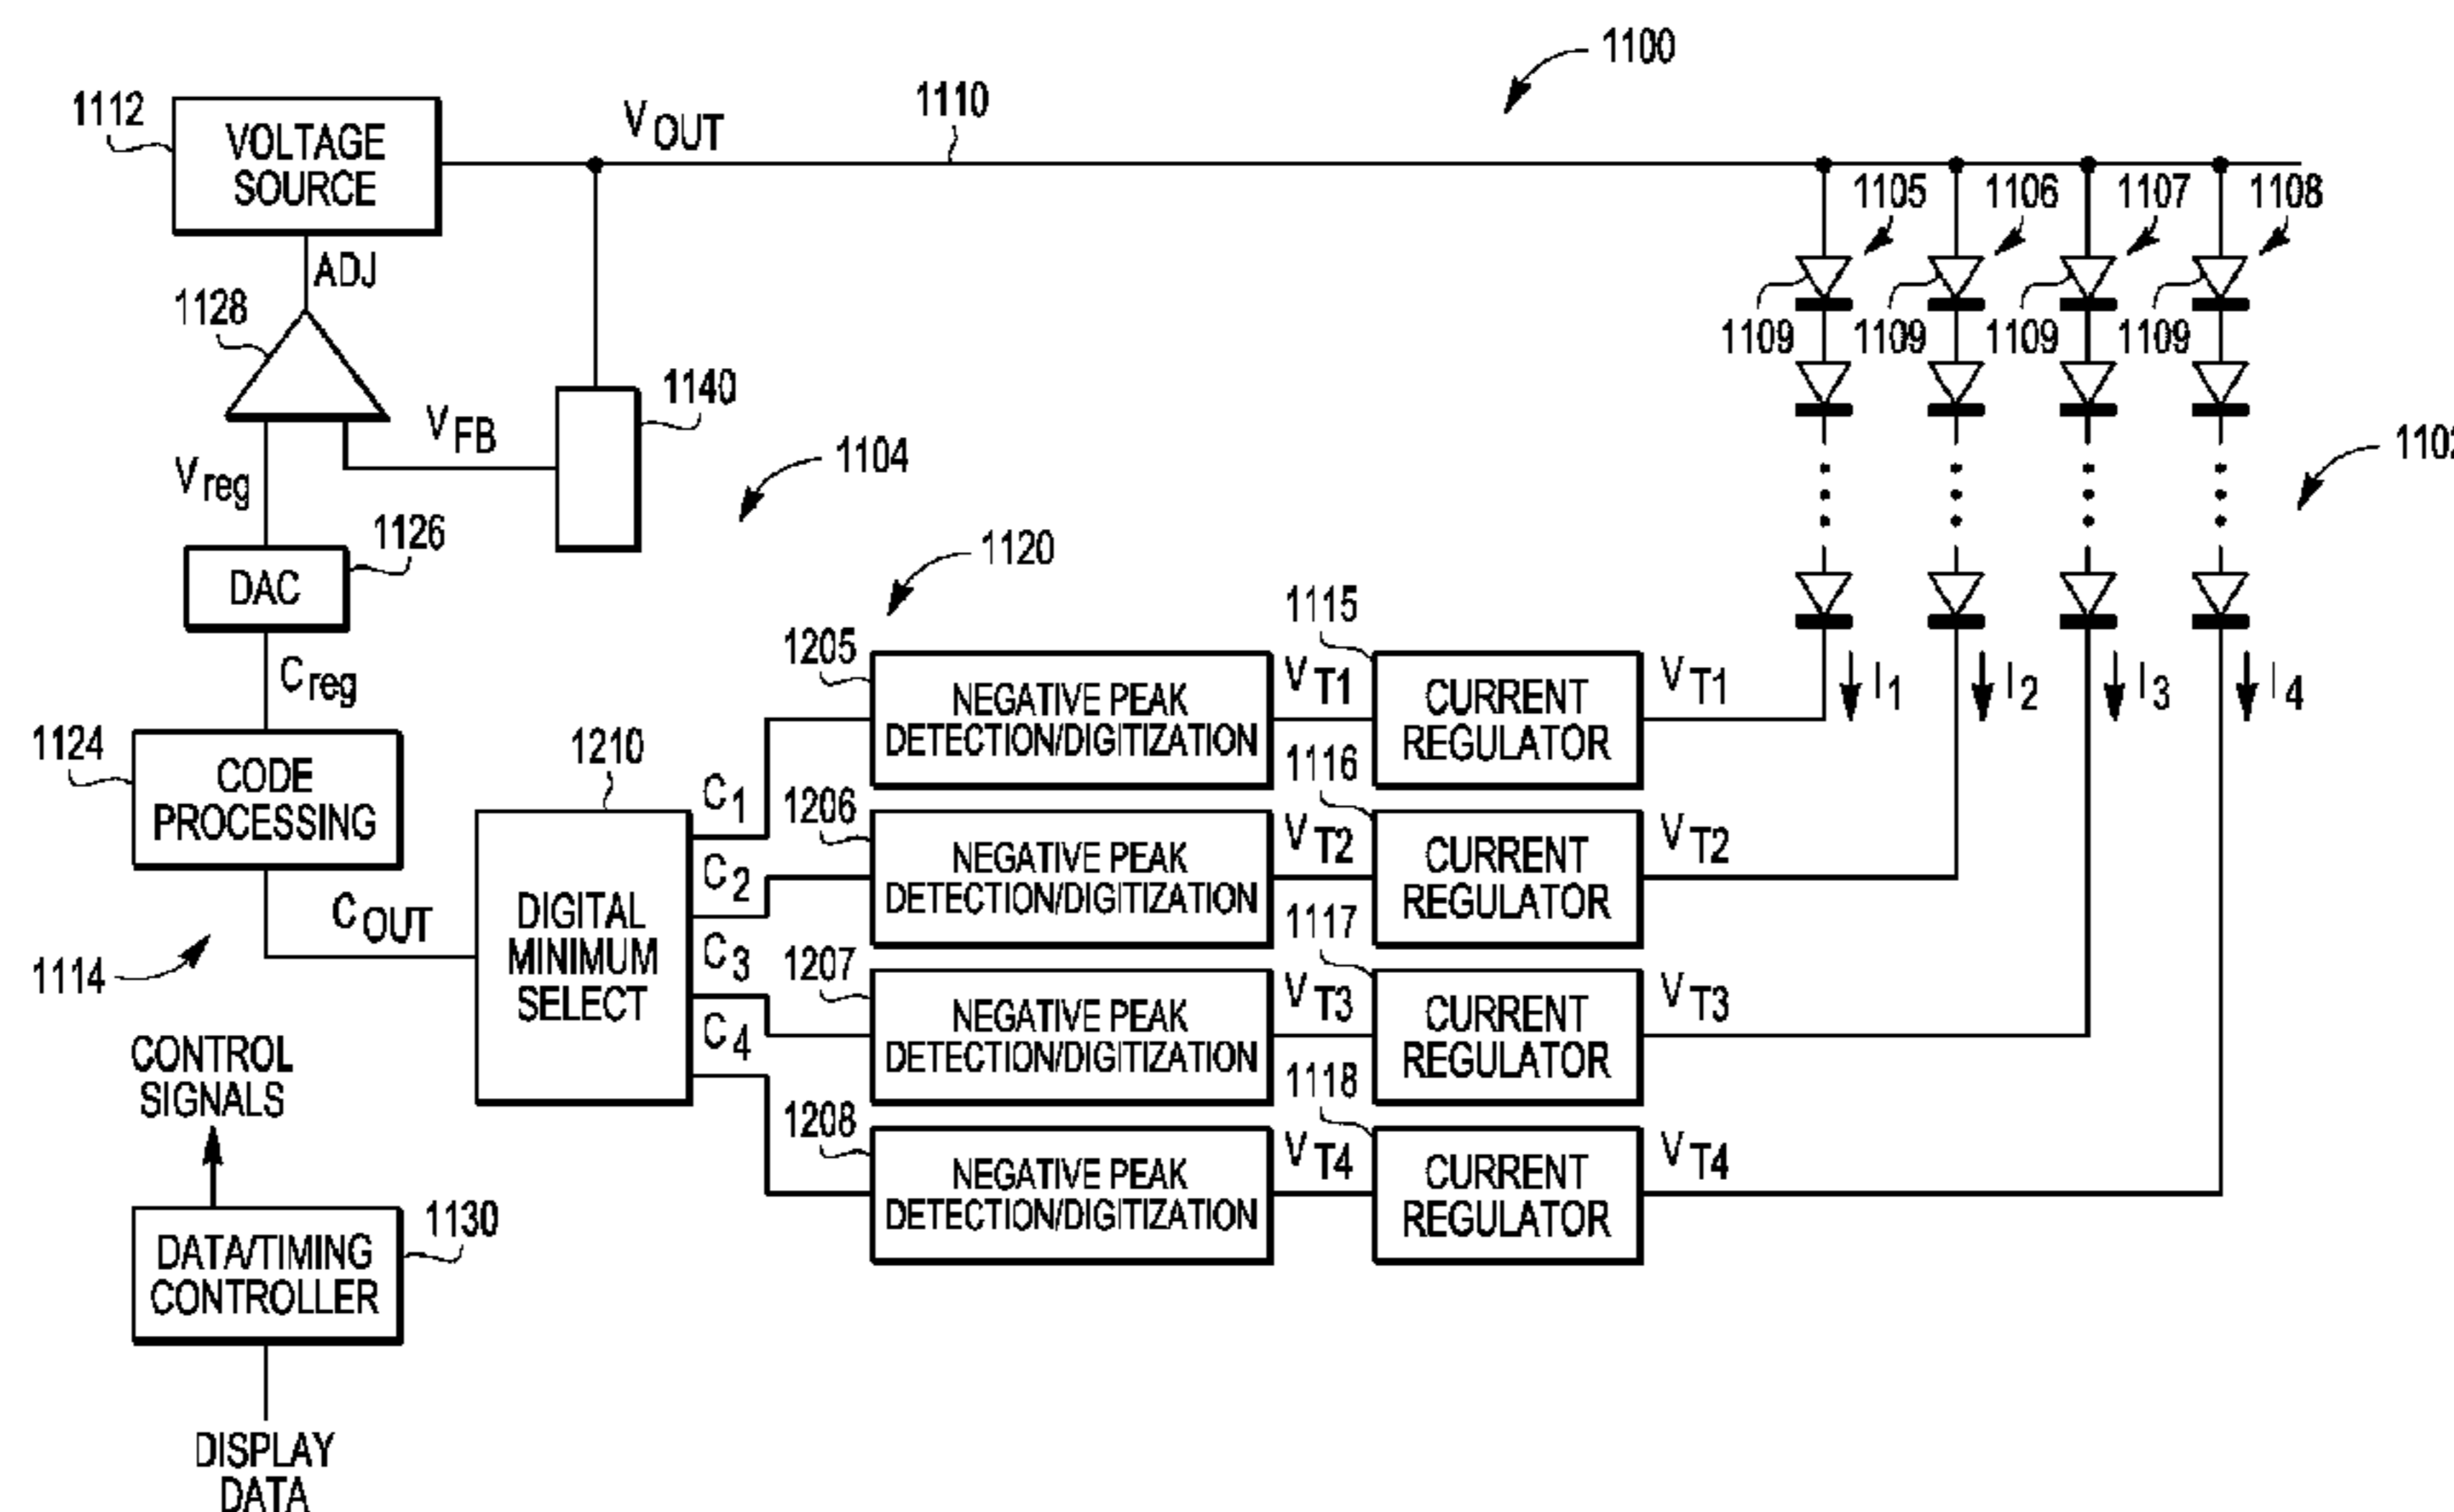 1100
1112
VOLTAGE
SOURCE
VOUT
1110
1105
1106
1107
1108
ADJ
1128
1109
1109
1109
1109
1140
VFB
1104
Vreg
1126
DAC
1120
1115
Creg
1205
NEGATIVE PEAK
DETECTION/DIGITIZATION
VT1
CURRENT
REGULATOR
VT1
I1
I2
I3
I4
1124
CODE
PROCESSING
1210
C1
1206
1116
NEGATIVE PEAK
DETECTION/DIGITIZATION
VT2
CURRENT
REGULATOR
VT2
COUT
DIGITAL
MINIMUM
SELECT
C2
C3
C4
1114
1207
1117
NEGATIVE PEAK
DETECTION/DIGITIZATION
VT3
CURRENT
REGULATOR
VT3
CONTROL
SIGNALS
1208
1118
NEGATIVE PEAK
DETECTION/DIGITIZATION
VT4
CURRENT
REGULATOR
VT4
1130
DATA/TIMING
CONTROLLER
DISPLAY
DATA